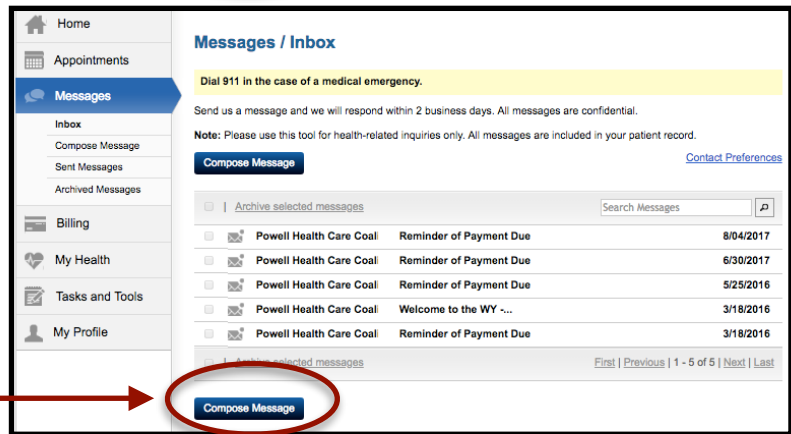 Home
Appointments
Messages
Inbox
Compose Message
Sent Messages
Archived Messages
Billing
My Health
Tasks and Tools
My Profile
Messages / Inbox
Dial 911 in the case of a medical emergency.
Send us a message and we will respond within 2 business days. All messages are confidential.
Note: Please use this tool for health-related inquiries only. All messages are included in your patient record.
Compose Message Contact Preferences
| Archive selected messages Search Messages
Powell Health Care Coali Reminder of Payment Due 8/04/2017
Powell Health Care Coali Reminder of Payment Due 6/30/2017
Powell Health Care Coali Reminder of Payment Due 5/25/2016
Powell Health Care Coali Welcome to the WY -... 3/18/2016
Powell Health Care Coali Reminder of Payment Due 3/18/2016
| Archive selected messages First | Previous | 1 - 5 of 5 | Next | Last
Compose Message